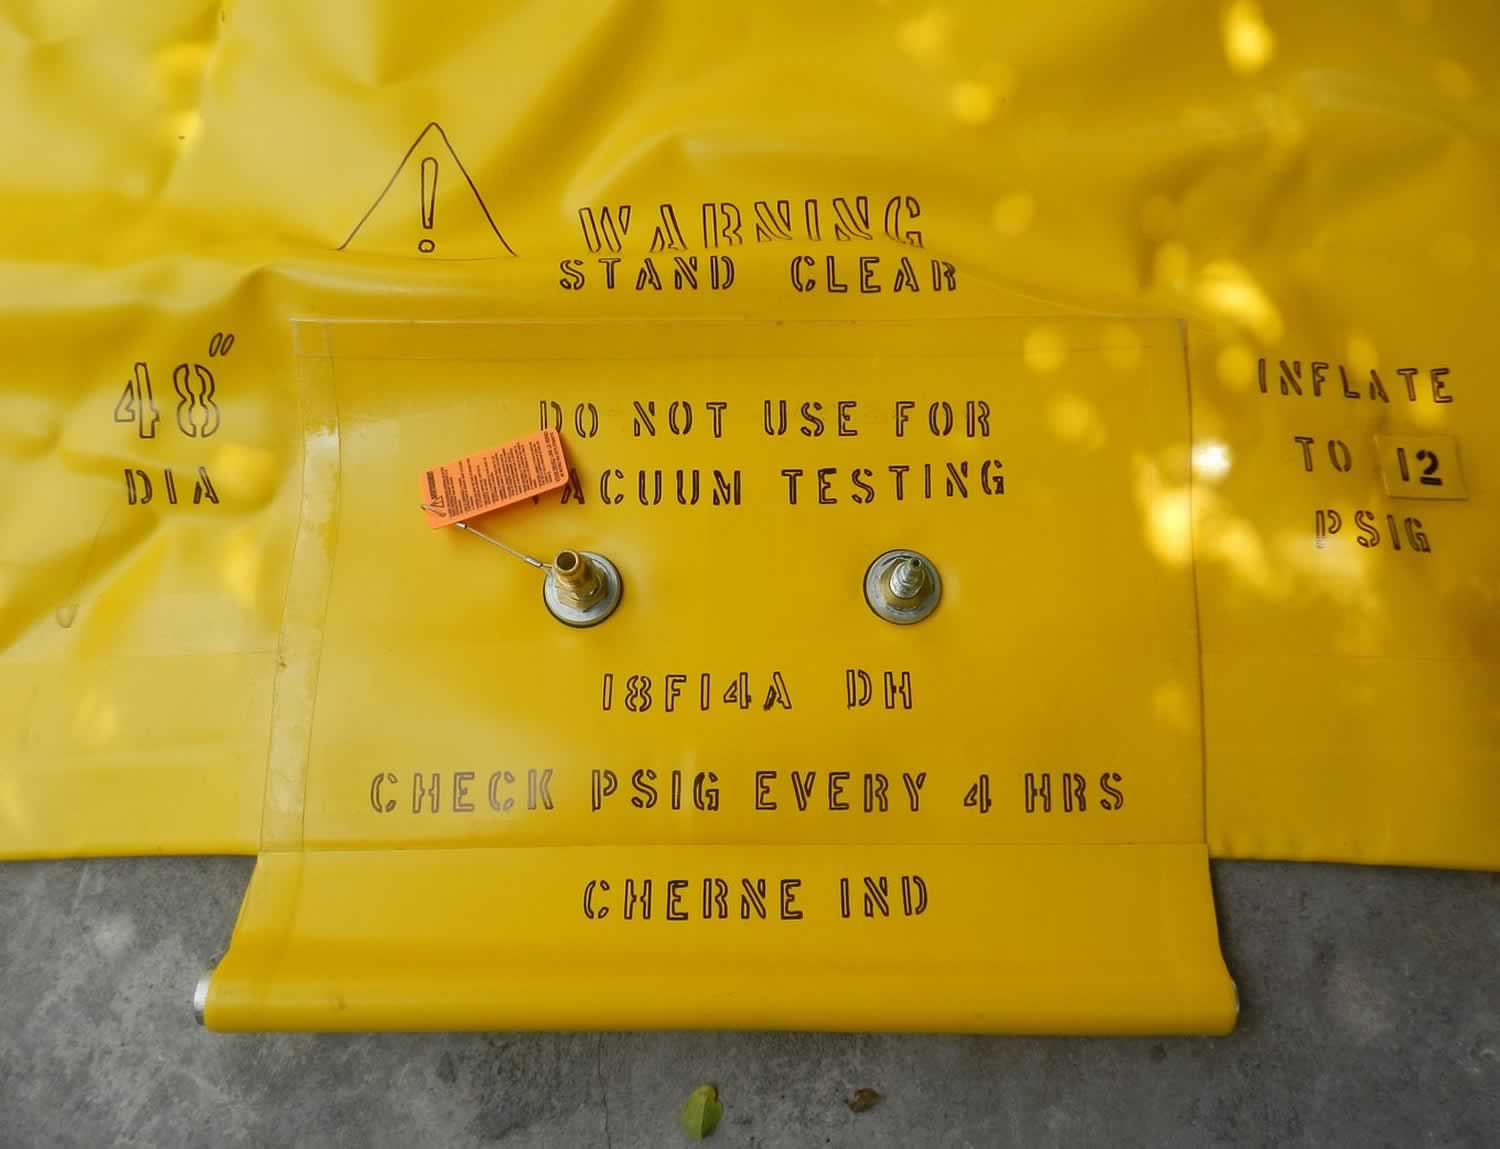 WARNING
STAND CLEAR
48"
DIA
INFLATE
TO 12
PSIG
DO NOT USE FOR
VACUUM TESTING
18F14A DH
CHECK PSIG EVERY 4 HRS
CHERNE IND